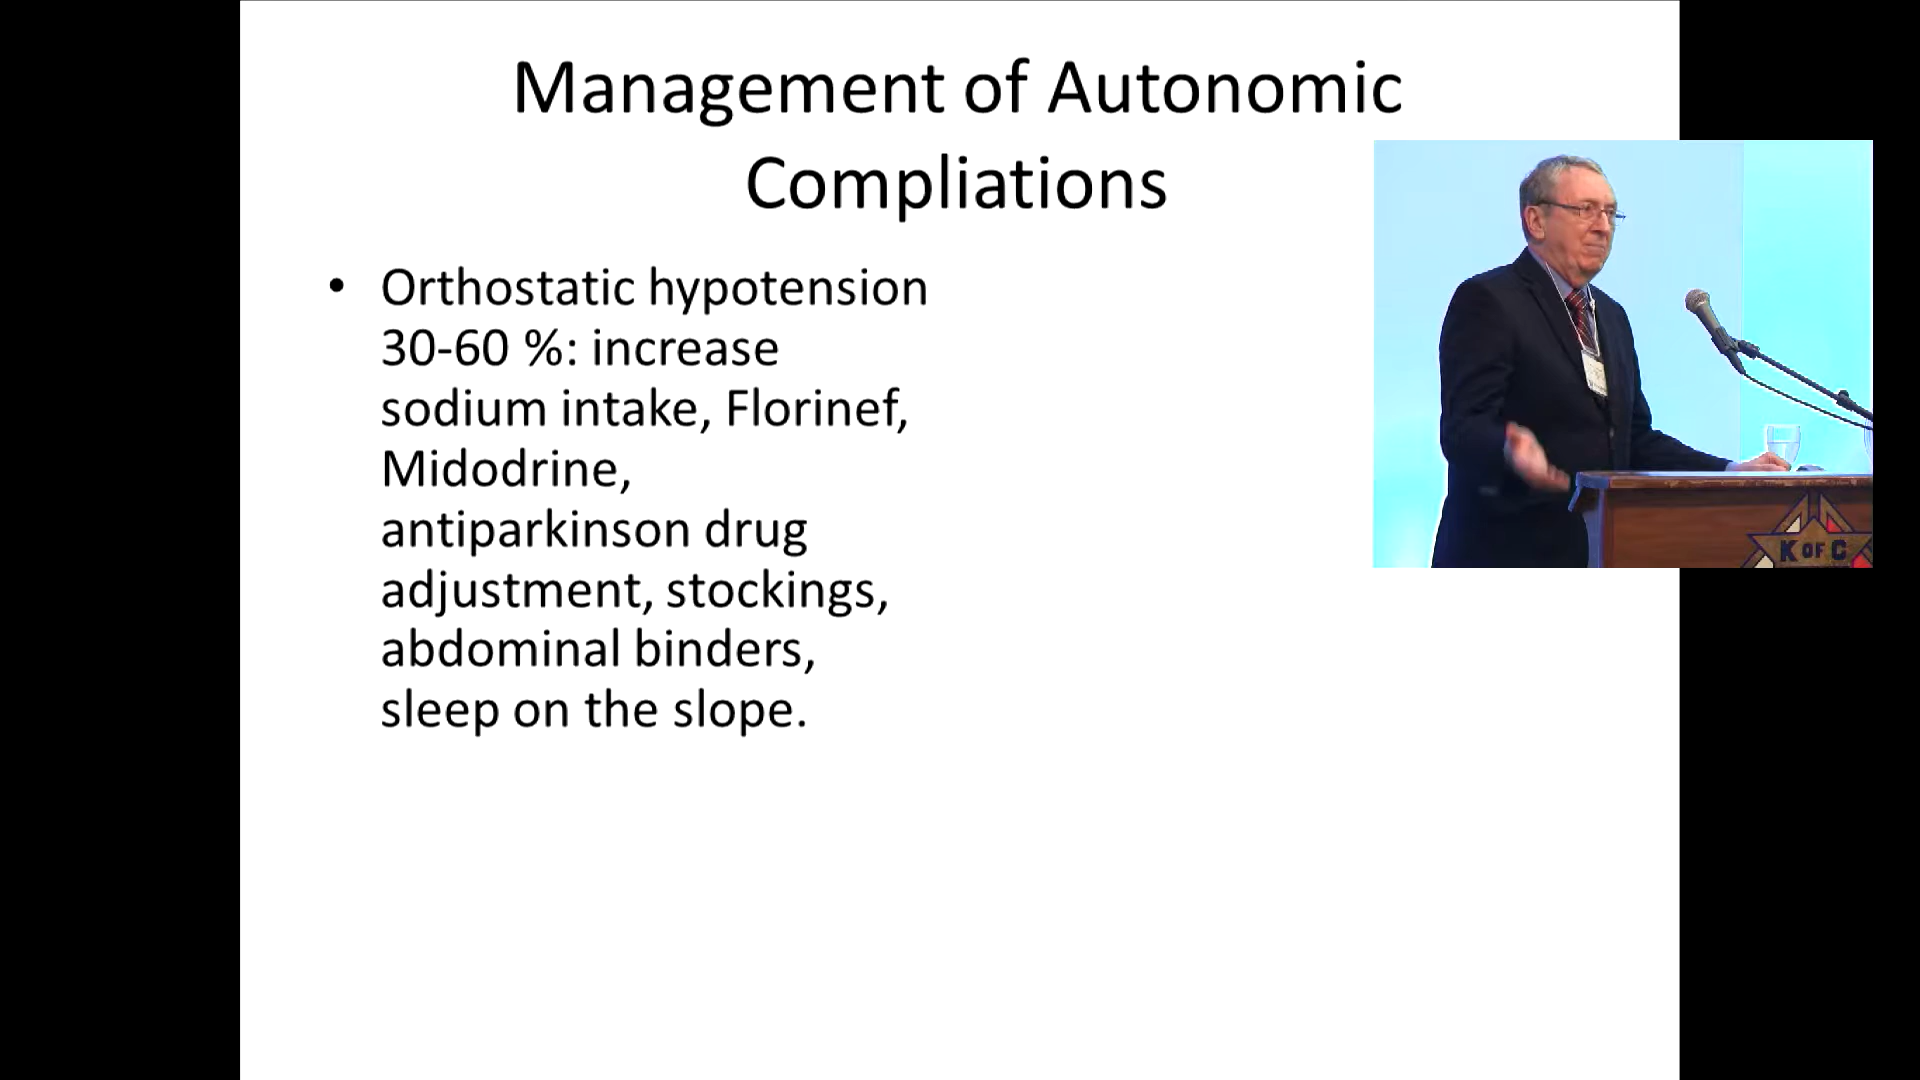 Management of Autonomic
Compliations
• Orthostatic hypotension
30-60 %: increase
sodium intake, Florinef,
Midodrine,
antiparkinson drug
adjustment, stockings,
abdominal binders,
sleep on the slope.
K OF C